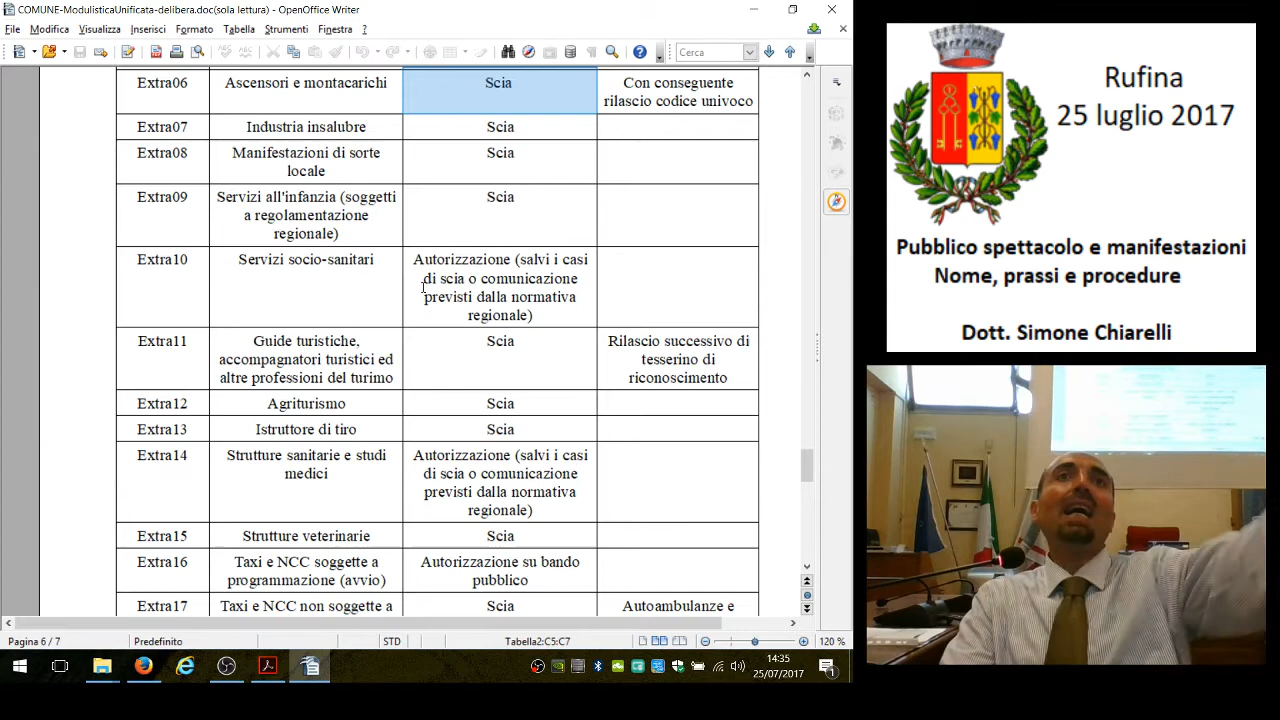 COMUNE-ModulisticaUnificata-delibera.doc(sola lettura) - OpenOffice Writer
File Modifica Visualizza Inserisci Formato Tabella Strumenti Finestra ?
Cerca
Extra06 Ascensori e montacarichi Scia Con conseguente
rilascio codice univoco
Extra07 Industria insalubre Scia
Extra08 Manifestazioni di sorte Scia
locale
Extra09 Servizi all'infanzia (soggetti Scia
a regolamentazione
regionale)
Extra10 Servizi socio-sanitari Autorizzazione (salvi i casi
di scia o comunicazione
previsti dalla normativa
regionale)
Extra11 Guide turistiche, Scia Rilascio successivo di
accompagnatori turistici ed tesserino di
altre professioni del turimo riconoscimento
Extra12 Agriturismo Scia
Extra13 Istruttore di tiro Scia
Extra14 Strutture sanitarie e studi Autorizzazione (salvi i casi
medici di scia o comunicazione
previsti dalla normativa
regionale)
Extra15 Strutture veterinarie Scia
Extra16 Taxi e NCC soggette a Autorizzazione su bando
programmazione (avvio) pubblico
Extra17 Taxi e NCC non soggette a Scia Autoambulanze e
Pagina 6 / 7 Predefinito STD Tabella2:C5:C7 120 %
14:35
25/07/2017
Rufina
25 luglio 2017
Pubblico spettacolo e manifestazioni
Nome, prassi e procedure
Dott. Simone Chiarelli